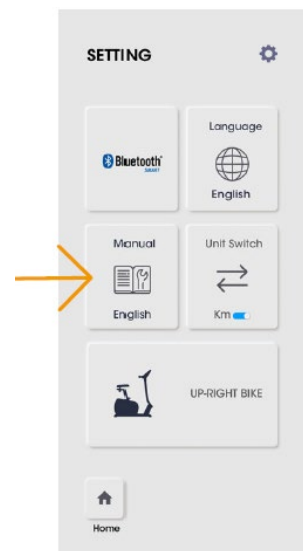 SETTING
Bluetooth
SMART
Language
English
Manual
English
Unit Switch
Km
UP-RIGHT BIKE
Home